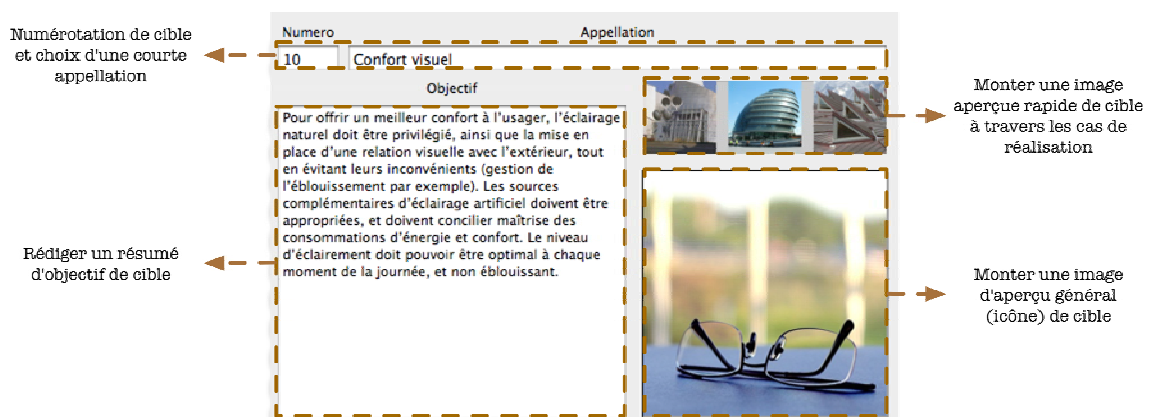 Numérotation de cible
et choix d'une courte
appellation
Numero
Appellation
10
Confort visuel
Objectif
Pour offrir un meilleur confort à l'usager, l'éclairage
naturel doit être privilégié, ainsi que la mise en
place d'une relation visuelle avec l'extérieur, tout
en évitant leurs inconvénients (gestion de
l'éblouissement par exemple). Les sources
complémentaires d'éclairage artificiel doivent être
appropriées, et doivent concilier maîtrise des
consommations d'énergie et confort. Le niveau
d'éclairement doit pouvoir être optimal à chaque
moment de la journée, et non éblouissant.
Rédiger un résumé
d'objectif de cible
Monter une image
aperçue rapide de cible
à travers les cas de
réalisation
Monter une image
d'aperçu général
(icône) de cible